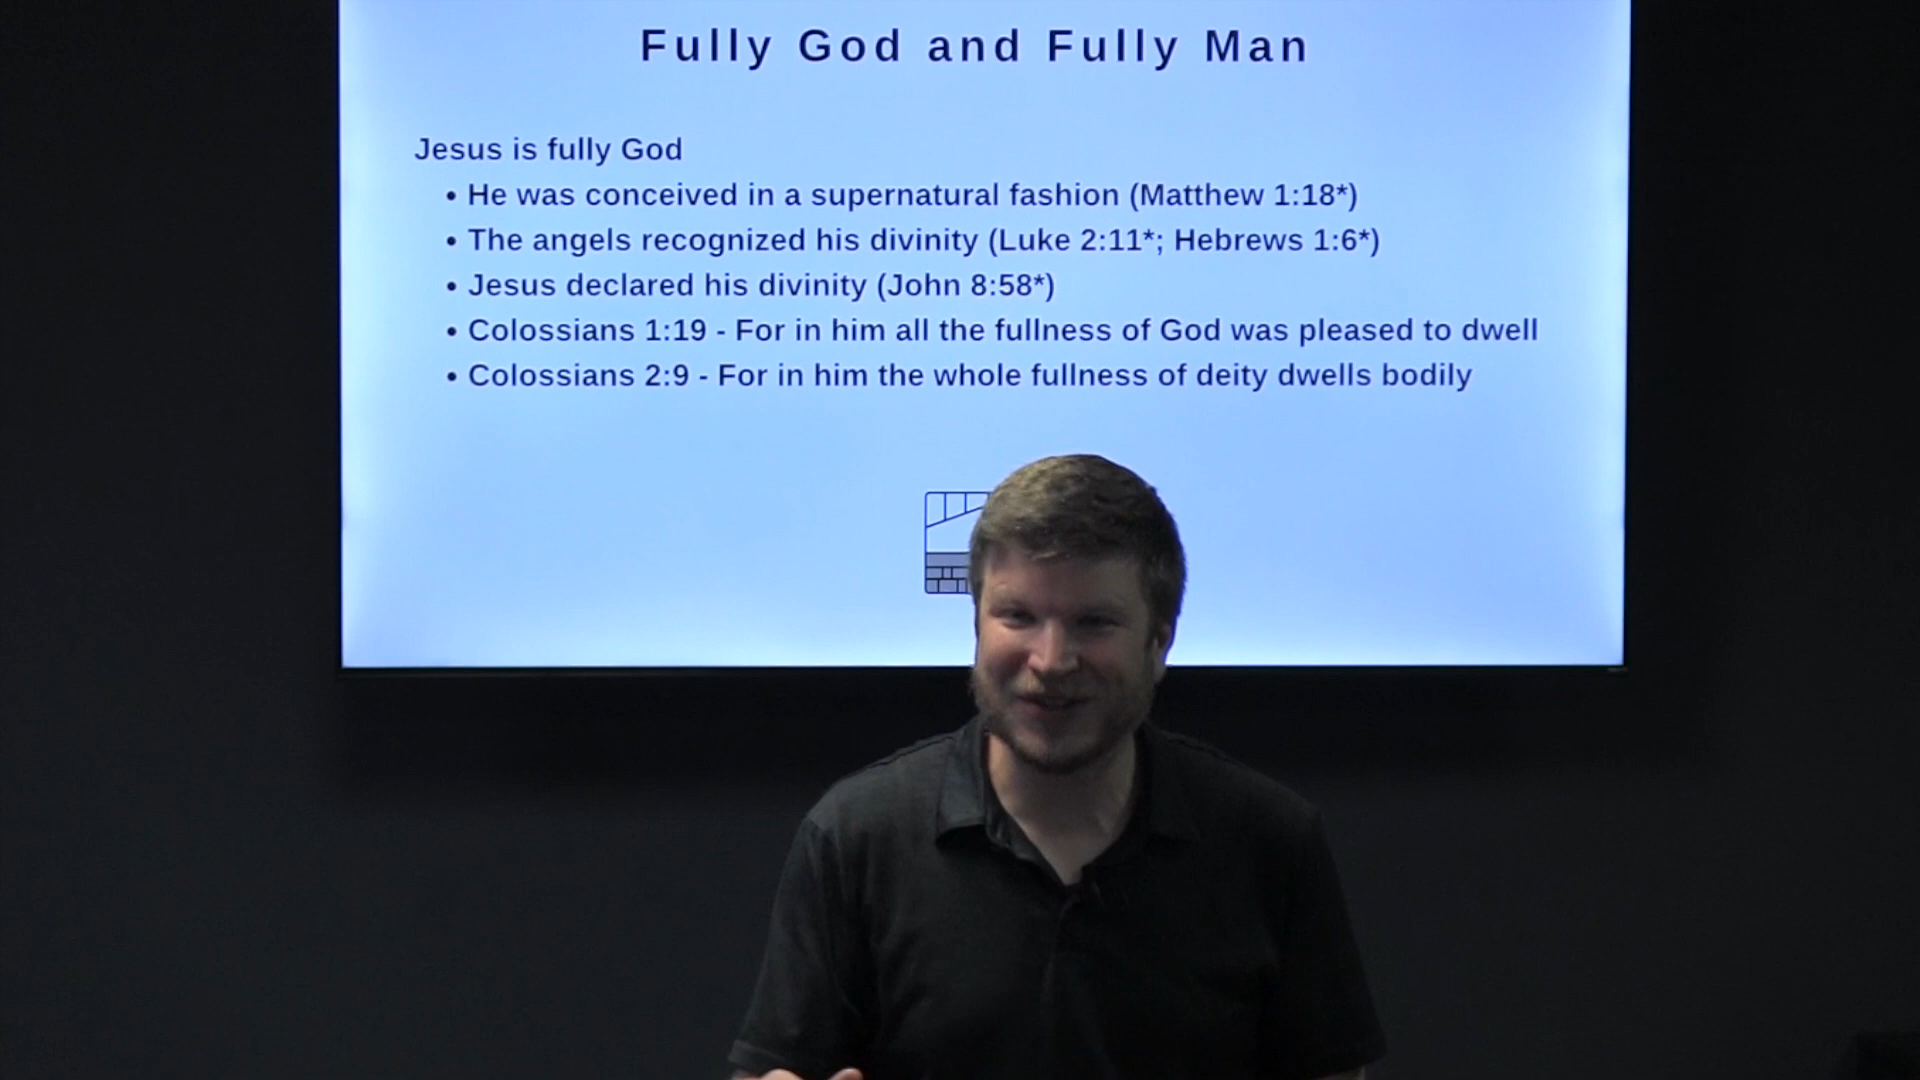 Fully God and Fully Man
Jesus is fully God
• He was conceived in a supernatural fashion (Matthew 1:18*)
• The angels recognized his divinity (Luke 2:11*; Hebrews 1:6*)
• Jesus declared his divinity (John 8:58*)
• Colossians 1:19 - For in him all the fullness of God was pleased to dwell
• Colossians 2:9 - For in him the whole fullness of deity dwells bodily